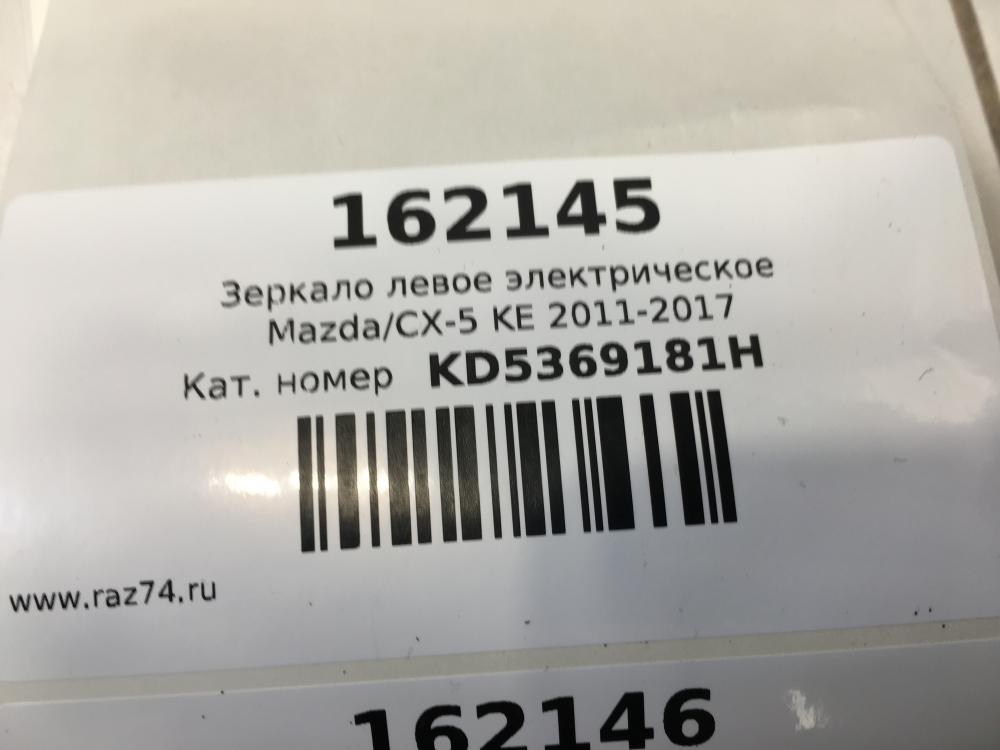 162145
Зеркало левое электрическое
Mazda/CX-5 KE 2011-2017
Кат. номер KD5369181H
www.raz74.ru
162146